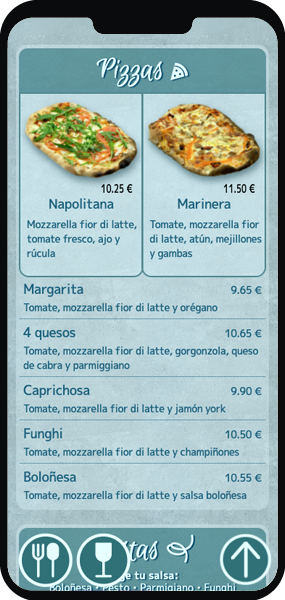 Pizzas
10.25 €
11.50 €
Napolitana
Marinera
Mozzarella fior di latte,
tomate fresco, ajo y
rúcula
Tomate, mozzarella fior
di latte, atún, mejillones
y gambas
Margarita 9.65 €
Tomate, mozzarella fior di latte y orégano
4 quesos 10.65 €
Tomate, mozzarella fior di latte, gorgonzola, queso
de cabra y parmiggiano
Caprichosa 9.90 €
Tomate, mozarella fior di latte y jamón york
Funghi 10.50 €
Tomate, mozzarella fior di latte y champiñones
Boloñesa 10.55 €
Tomate, mozzarella fior di latte y salsa boloñesa
tas
ge tu salsa:
Boloñesa • Pesto • Parmigiano • Funghi